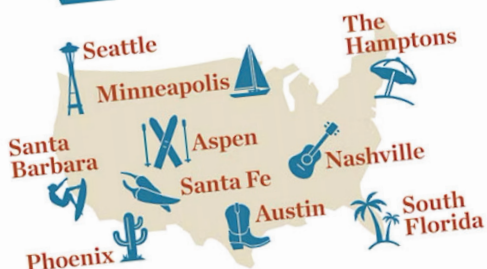 Seattle
The
Hamptons
Minneapolis
Aspen
Santa
Barbara
Nashville
Santa Fe
Austin
South
Florida
Phoenix